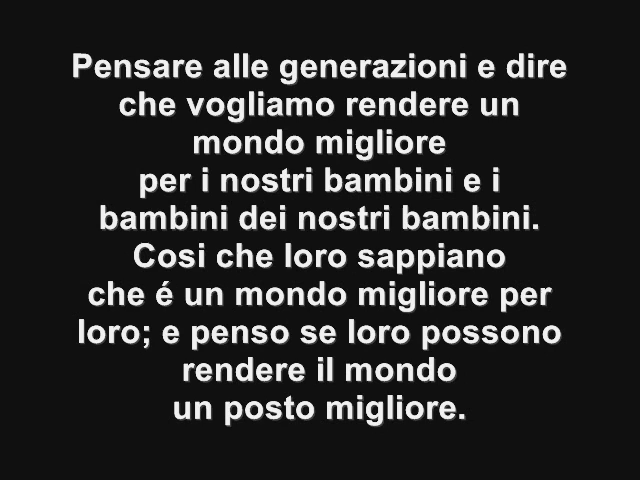 Pensare alle generazioni e dire
che vogliamo rendere un
mondo migliore
per i nostri bambini e i
bambini dei nostri bambini.
Cosi che loro sappiano
che é un mondo migliore per
loro; e penso se loro possono
rendere il mondo
un posto migliore.